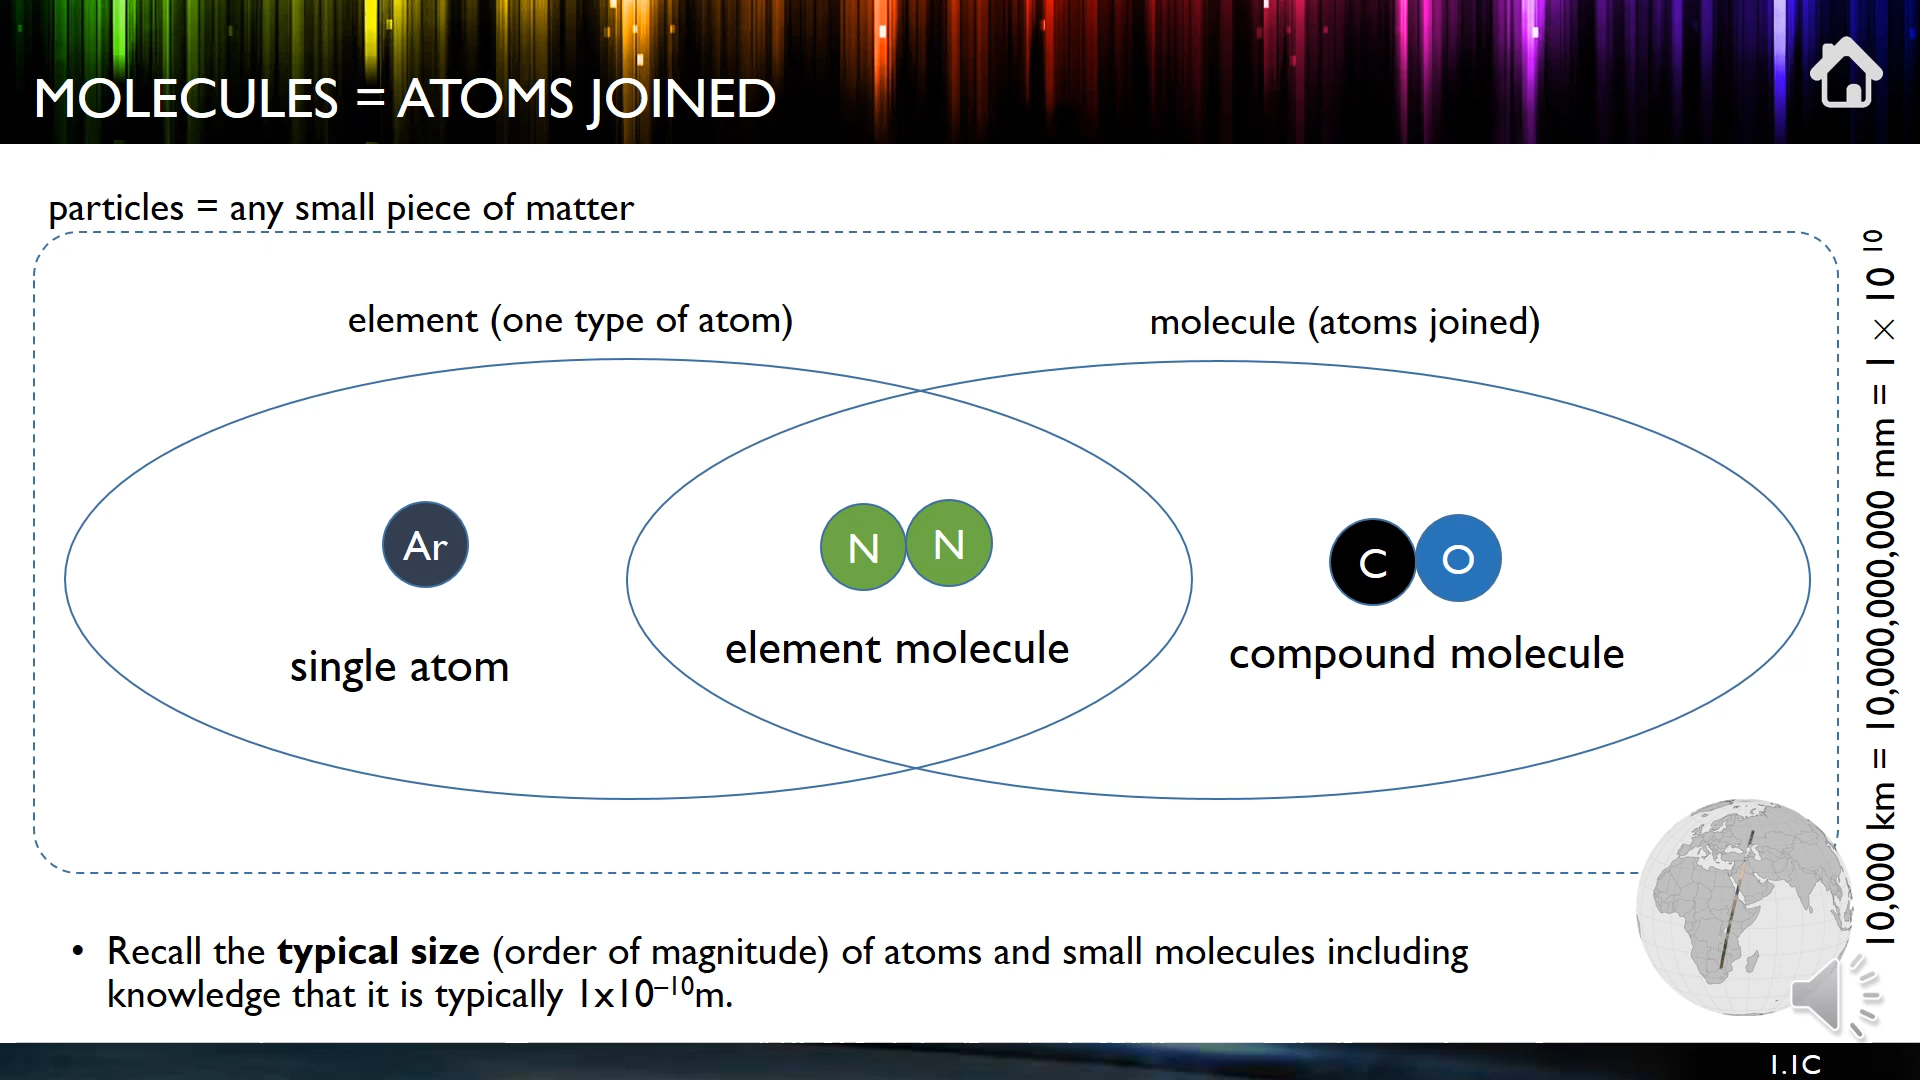 MOLECULES = ATOMS JOINED
particles = any small piece of matter
element (one type of atom)
molecule (atoms joined)
Ar
N N
C O
single atom
element molecule
compound molecule
10,000 km = 10,000,000,000 mm = 1 × 10¹⁰
• Recall the typical size (order of magnitude) of atoms and small molecules including
knowledge that it is typically 1x10⁻¹⁰m.
1.1C